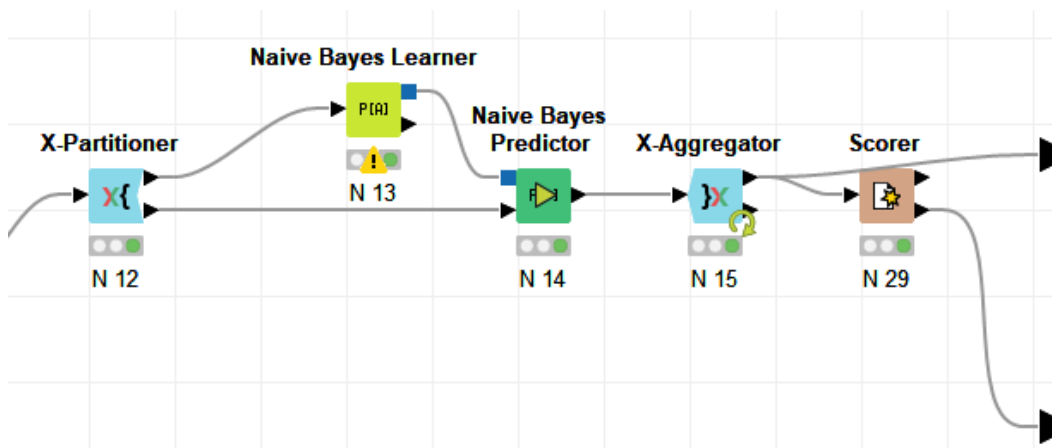 Naive Bayes Learner
P[A]
N 13
X-Partitioner
X{
N 12
Naive Bayes
Predictor
N 14
X-Aggregator
}X
N 15
Scorer
N 29